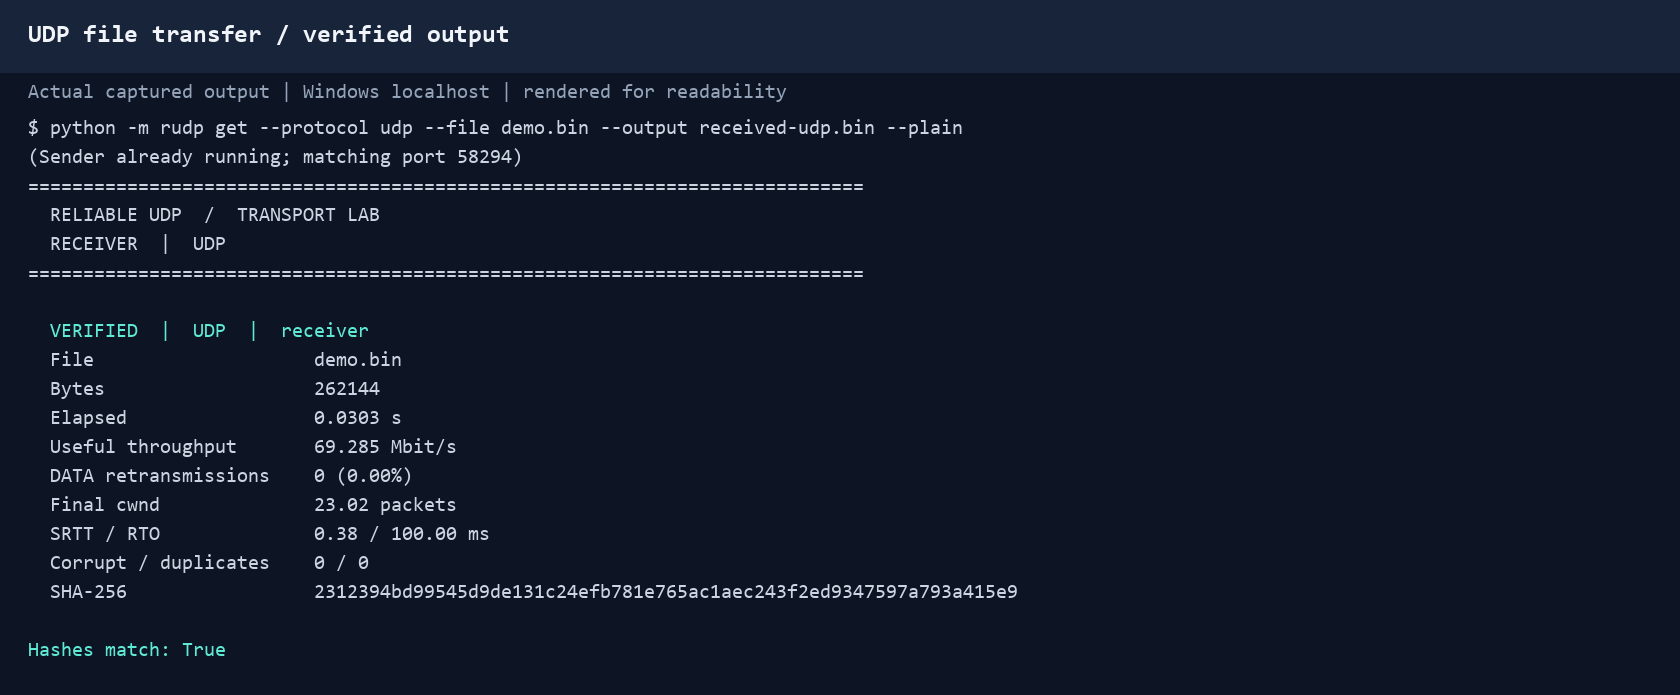 UDP file transfer / verified output
Actual captured output | Windows localhost | rendered for readability
$ python -m rudp get --protocol udp --file demo.bin --output received-udp.bin --plain
(Sender already running; matching port 58294)
============================================================================
RELIABLE UDP / TRANSPORT LAB
RECEIVER | UDP
============================================================================
VERIFIED | UDP | receiver
File demo.bin
Bytes 262144
Elapsed 0.0303 s
Useful throughput 69.285 Mbit/s
DATA retransmissions 0 (0.00%)
Final cwnd 23.02 packets
SRTT / RTO 0.38 / 100.00 ms
Corrupt / duplicates 0 / 0
SHA-256 2312394bd99545d9de131c24efb781e765ac1aec243f2ed9347597a793a415e9
Hashes match: True